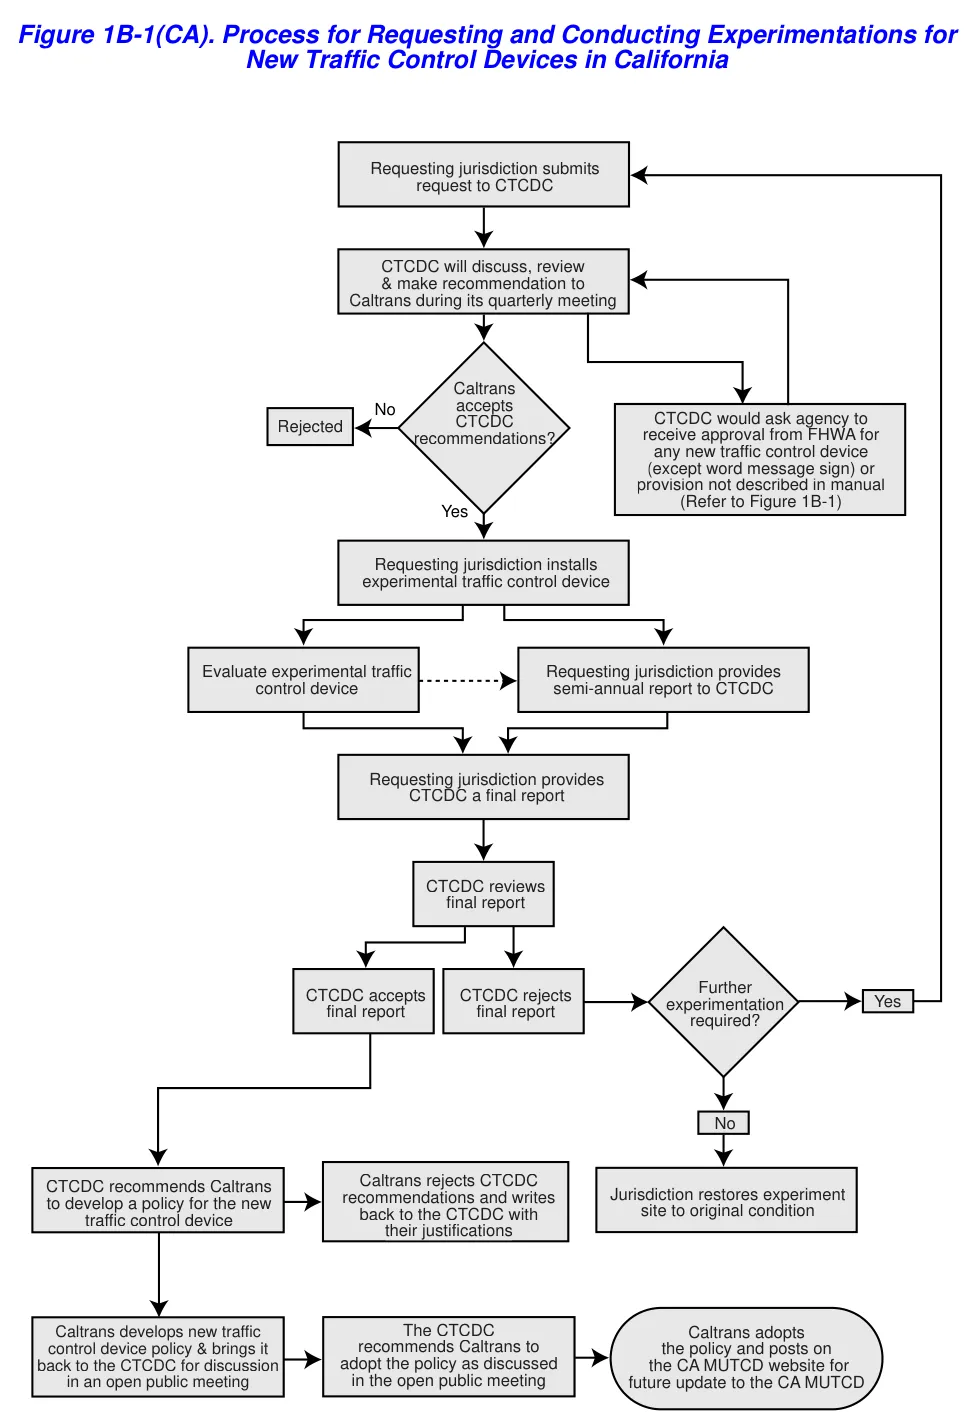 Figure 1B-1(CA). Process for Requesting and Conducting Experimentations for
New Traffic Control Devices in California
Requesting jurisdiction submits
request to CTCDC
CTCDC will discuss, review
& make recommendation to
Caltrans during its quarterly meeting
Caltrans
accepts
CTCDC
recommendations?
No
Rejected
CTCDC would ask agency to
receive approval from FHWA for
any new traffic control device
(except word message sign) or
provision not described in manual
(Refer to Figure 1B-1)
Yes
Requesting jurisdiction installs
experimental traffic control device
Evaluate experimental traffic
control device
Requesting jurisdiction provides
semi-annual report to CTCDC
Requesting jurisdiction provides
CTCDC a final report
CTCDC reviews
final report
CTCDC accepts
final report
CTCDC rejects
final report
Further
experimentation
required?
Yes
No
Jurisdiction restores experiment
site to original condition
CTCDC recommends Caltrans
to develop a policy for the new
traffic control device
Caltrans rejects CTCDC
recommendations and writes
back to the CTCDC with
their justifications
Caltrans develops new traffic
control device policy & brings it
back to the CTCDC for discussion
in an open public meeting
The CTCDC
recommends Caltrans to
adopt the policy as discussed
in the open public meeting
Caltrans adopts
the policy and posts on
the CA MUTCD website for
future update to the CA MUTCD